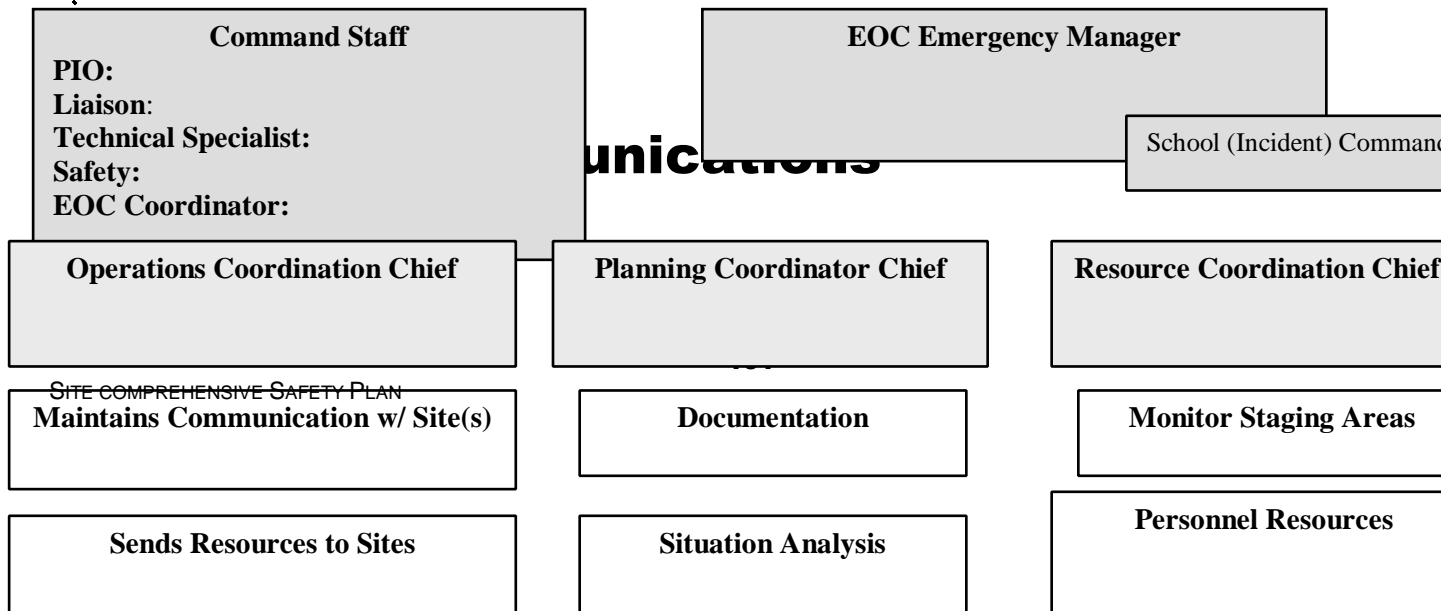 Command Staff
PIO:
Liaison:
Technical Specialist:
Safety:
EOC Coordinator:
EOC Emergency Manager
School (Incident) Command
Operations Coordination Chief
Planning Coordinator Chief
Resource Coordination Chief
SITE COMPREHENSIVE SAFETY PLAN
Maintains Communication w/ Site(s)
Documentation
Monitor Staging Areas
Sends Resources to Sites
Situation Analysis
Personnel Resources